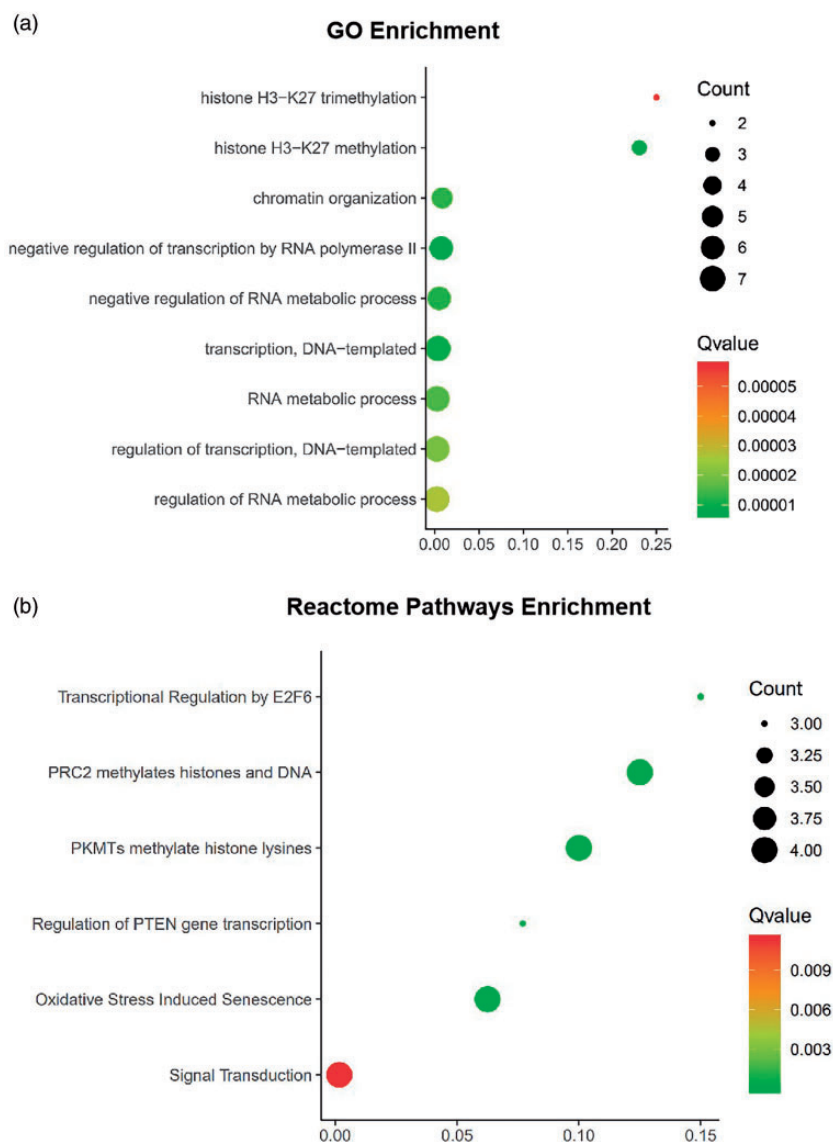 (a)
GO Enrichment
histone H3−K27 trimethylation
histone H3−K27 methylation
chromatin organization
negative regulation of transcription by RNA polymerase II
negative regulation of RNA metabolic process
transcription, DNA−templated
RNA metabolic process
regulation of transcription, DNA−templated
regulation of RNA metabolic process
0.00 0.05 0.10 0.15 0.20 0.25
Count
2
3
4
5
6
7
Qvalue
0.00005
0.00004
0.00003
0.00002
0.00001
(b)
Reactome Pathways Enrichment
Transcriptional Regulation by E2F6
PRC2 methylates histones and DNA
PKMTs methylate histone lysines
Regulation of PTEN gene transcription
Oxidative Stress Induced Senescence
Signal Transduction
0.00 0.05 0.10 0.15
Count
3.00
3.25
3.50
3.75
4.00
Qvalue
0.009
0.006
0.003